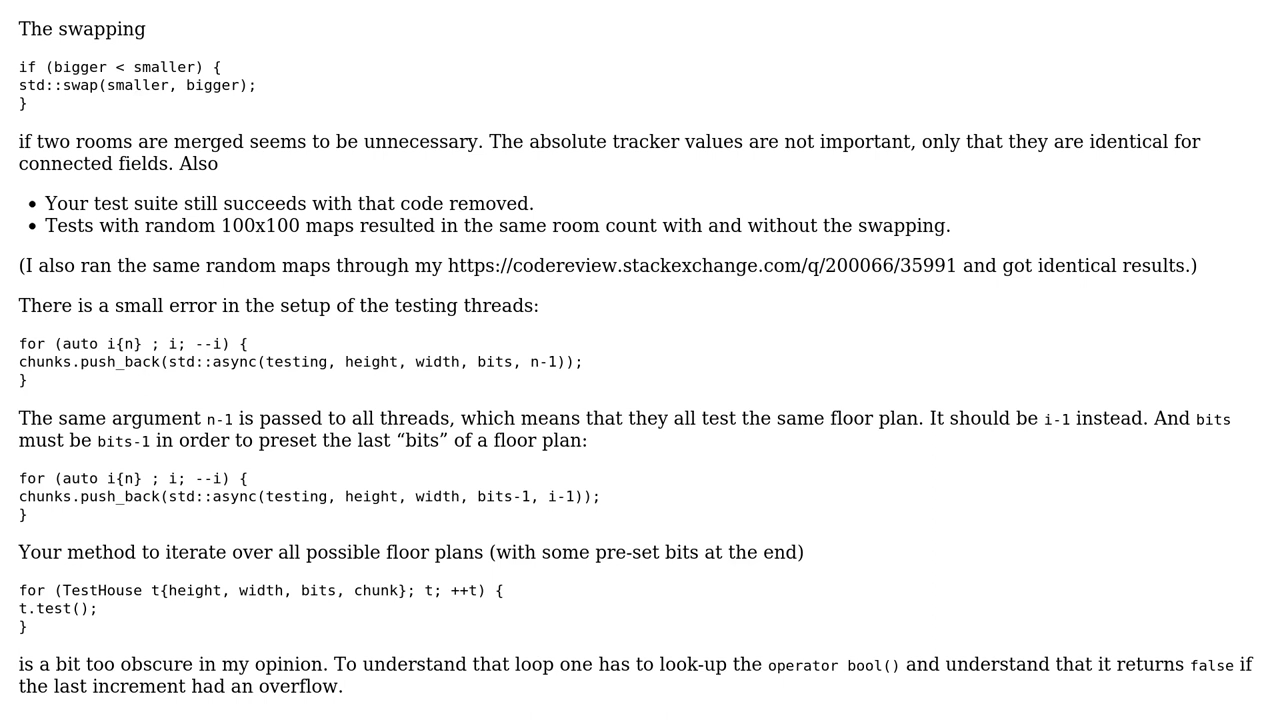 The swapping
if (bigger < smaller) {
std::swap(smaller, bigger);
}
if two rooms are merged seems to be unnecessary. The absolute tracker values are not important, only that they are identical for
connected fields. Also
• Your test suite still succeeds with that code removed.
• Tests with random 100x100 maps resulted in the same room count with and without the swapping.
(I also ran the same random maps through my https://codereview.stackexchange.com/q/200066/35991 and got identical results.)
There is a small error in the setup of the testing threads:
for (auto i{n} ; i; --i) {
chunks.push_back(std::async(testing, height, width, bits, n-1));
}
The same argument n-1 is passed to all threads, which means that they all test the same floor plan. It should be i-1 instead. And bits
must be bits-1 in order to preset the last “bits” of a floor plan:
for (auto i{n} ; i; --i) {
chunks.push_back(std::async(testing, height, width, bits-1, i-1));
}
Your method to iterate over all possible floor plans (with some pre-set bits at the end)
for (TestHouse t{height, width, bits, chunk}; t; ++t) {
t.test();
}
is a bit too obscure in my opinion. To understand that loop one has to look-up the operator bool() and understand that it returns false if
the last increment had an overflow.